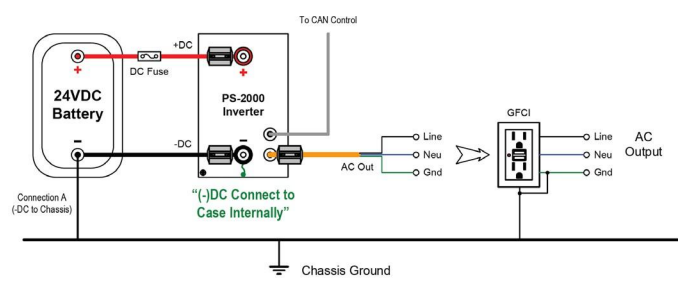 To CAN Control
+DC
DC Fuse
+
+
24VDC
Battery
PS-2000
Inverter
GFCI
−
-DC
−
Line
Neu
Gnd
AC Out
Line
Neu
Gnd
AC
Output
Connection A
(-DC to Chassis)
“(-)DC Connect to
Case Internally”
Chassis Ground